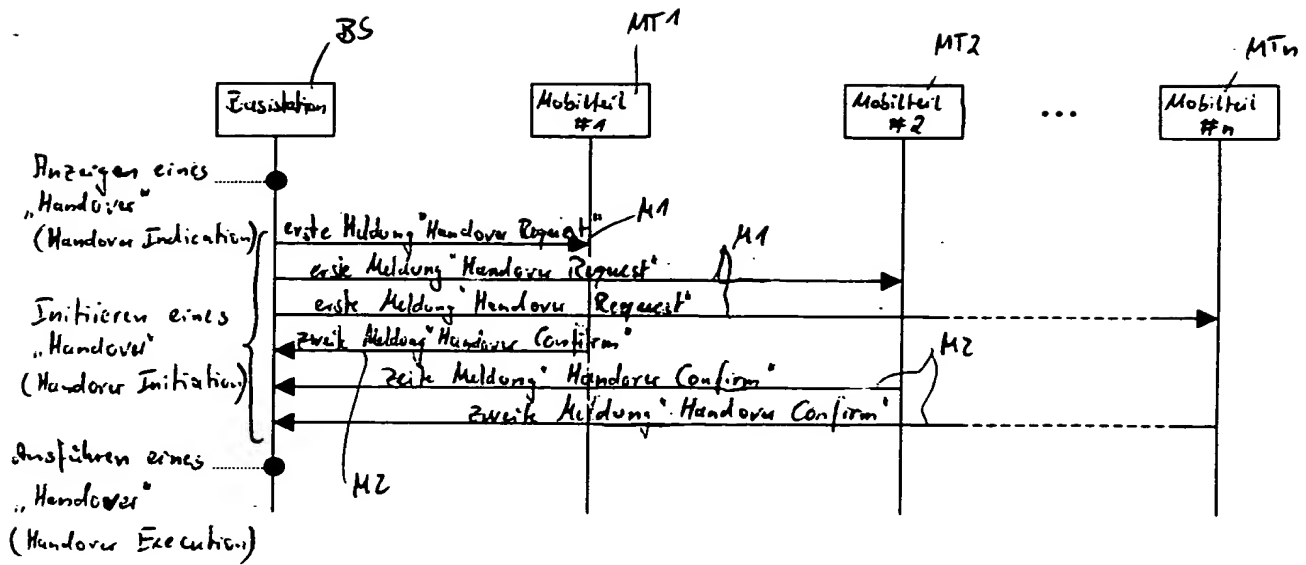 BS
MT1
MT2
MTn
Basistation
Mobilteil
#1
Mobilteil
#2
...
Mobilteil
#n
Anzeigen eines
„Handover"
(Handover Indication)
erste Meldung "Handover Request"
M1
erste Meldung "Handover Request"
M1
erste Meldung "Handover Request"
Initiieren eines
„Handover"
(Handover Initiation)
zweite Meldung "Handover Confirm"
M2
zeite Meldung "Handover Confirm"
zweite Meldung "Handover Confirm"
Ausführen eines
„Handover"
(Handover Execution)
M2